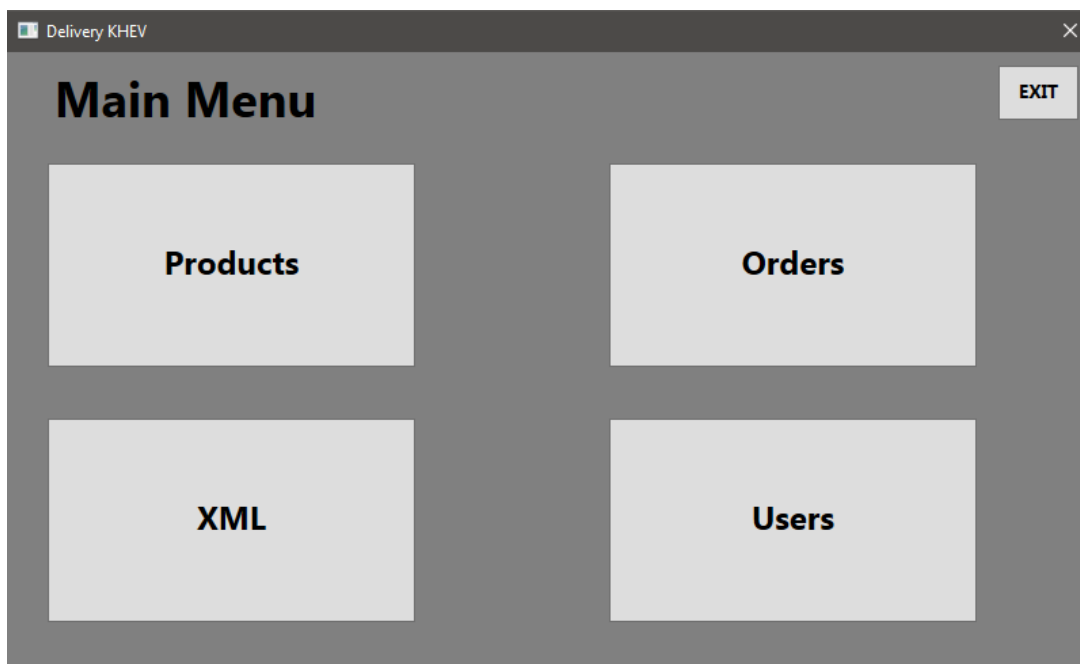 Delivery KHEV
Main Menu
EXIT
Products
Orders
XML
Users